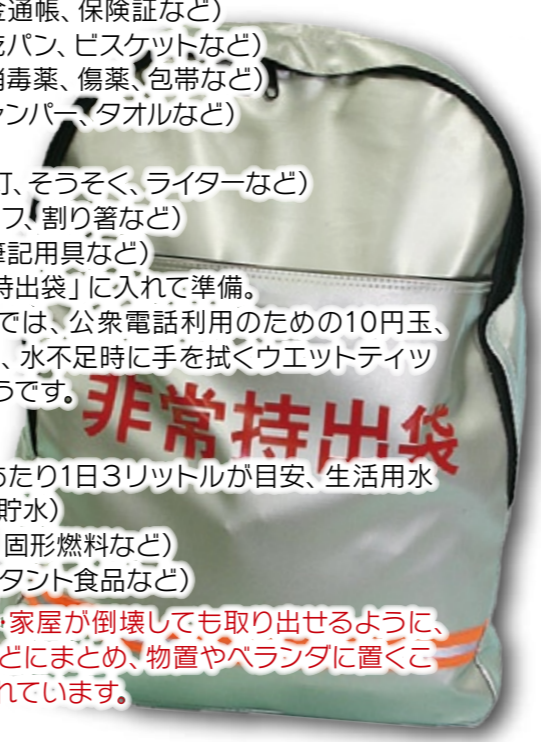 金通帳、保険証など）
乾パン、ビスケットなど）
消毒薬、傷薬、包帯など）
ャンパー、タオルなど）
灯、そうそく、ライターなど）
フ、割り箸など）
筆記用具など）
持出袋」に入れて準備。
では、公衆電話利用のための10円玉、
、水不足時に手を拭くウエットティッ
うです。
非常持出袋
あたり1日3リットルが目安、生活用水
貯水）
固形燃料など）
タント食品など）
家屋が倒壊しても取り出せるように、
どにまとめ、物置やベランダに置くこ
れています。